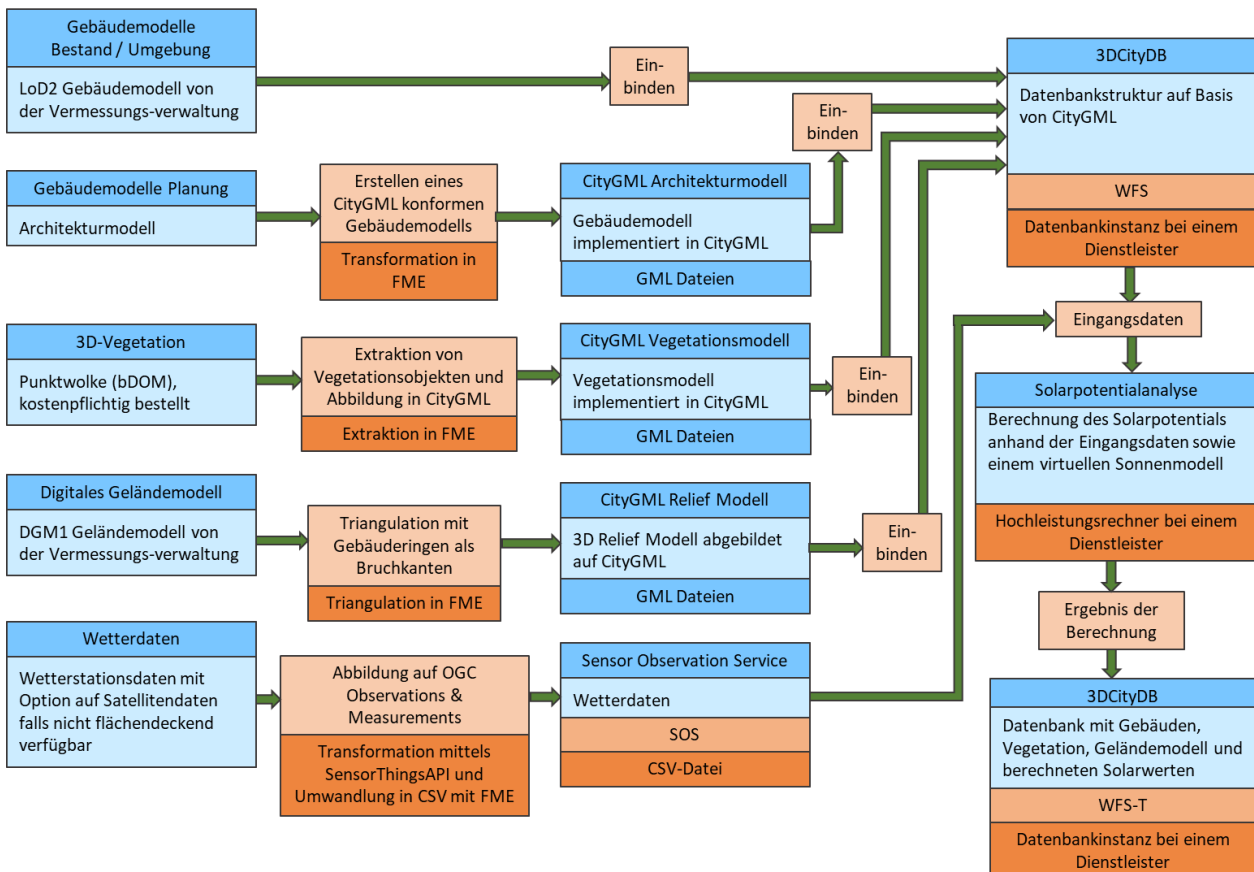 Gebäudemodelle
Bestand / Umgebung
LoD2 Gebäudemodell von
der Vermessungs-verwaltung
Ein-
binden
3DCityDB
Datenbankstruktur auf Basis
von CityGML
WFS
Datenbankinstanz bei einem
Dienstleister
Gebäudemodelle Planung
Architekturmodell
Erstellen eines
CityGML konformen
Gebäudemodells
Transformation in
FME
CityGML Architekturmodell
Gebäudemodell
implementiert in CityGML
GML Dateien
Ein-
binden
3D-Vegetation
Punktwolke (bDOM),
kostenpflichtig bestellt
Extraktion von
Vegetationsobjekten und
Abbildung in CityGML
Extraktion in FME
CityGML Vegetationsmodell
Vegetationsmodell
implementiert in CityGML
GML Dateien
Ein-
binden
Eingangsdaten
Solarpotentialanalyse
Berechnung des Solarpotentials
anhand der Eingangsdaten sowie
einem virtuellen Sonnenmodell
Hochleistungsrechner bei einem
Dienstleister
Digitales Geländemodell
DGM1 Geländemodell von
der Vermessungs-verwaltung
Triangulation mit
Gebäuderingen als
Bruchkanten
Triangulation in FME
CityGML Relief Modell
3D Relief Modell abgebildet
auf CityGML
GML Dateien
Ein-
binden
Ergebnis der
Berechnung
Wetterdaten
Wetterstationsdaten mit
Option auf Satellitendaten
falls nicht flächendeckend
verfügbar
Abbildung auf OGC
Observations &
Measurements
Transformation mittels
SensorThingsAPI und
Umwandlung in CSV mit FME
Sensor Observation Service
Wetterdaten
SOS
CSV-Datei
3DCityDB
Datenbank mit Gebäuden,
Vegetation, Geländemodell und
berechneten Solarwerten
WFS-T
Datenbankinstanz bei einem
Dienstleister